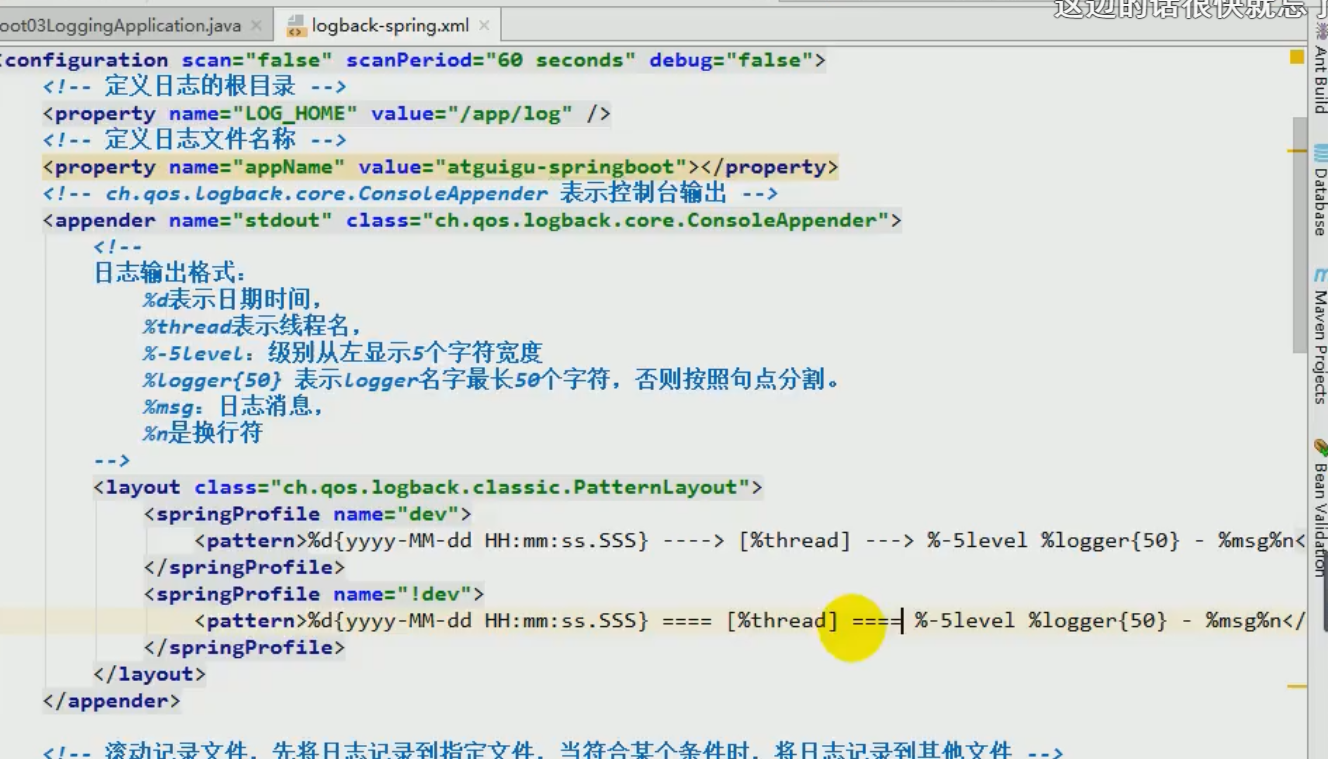 这边的话很快就忘了
oot03LoggingApplication.java
logback-spring.xml
configuration scan="false" scanPeriod="60 seconds" debug="false">
<!-- 定义日志的根目录 -->
<property name="LOG_HOME" value="/app/log" />
<!-- 定义日志文件名称 -->
<property name="appName" value="atguigu-springboot"></property>
<!-- ch.qos.logback.core.ConsoleAppender 表示控制台输出 -->
<appender name="stdout" class="ch.qos.logback.core.ConsoleAppender">
<!--
日志输出格式：
%d表示日期时间，
%thread表示线程名，
%-5level：级别从左显示5个字符宽度
%logger{50} 表示logger名字最长50个字符，否则按照句点分割。
%msg：日志消息，
%n是换行符
-->
<layout class="ch.qos.logback.classic.PatternLayout">
<springProfile name="dev">
<pattern>%d{yyyy-MM-dd HH:mm:ss.SSS} ----> [%thread] ---> %-5level %logger{50} - %msg%n<
</springProfile>
<springProfile name="!dev">
<pattern>%d{yyyy-MM-dd HH:mm:ss.SSS} ==== [%thread] ==== %-5level %logger{50} - %msg%n</
</springProfile>
</layout>
</appender>
<!-- 滚动记录文件，先将日志记录到指定文件，当符合某个条件时，将日志记录到其他文件 -->
Ant Build
Database
Maven Projects
Bean Validation